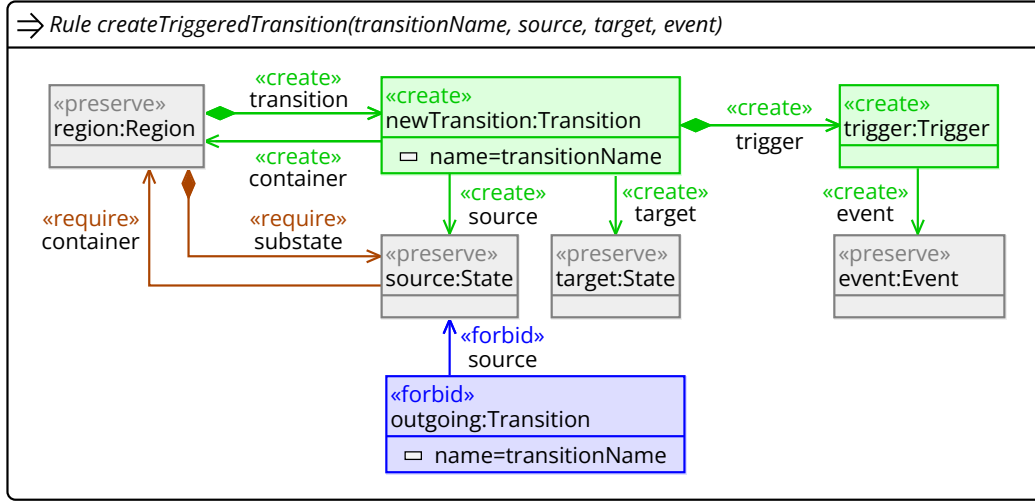 Rule createTriggeredTransition(transitionName, source, target, event)
«preserve»
region:Region
«create»
transition
«create»
container
«create»
newTransition:Transition
name=transitionName
«create»
trigger
«create»
trigger:Trigger
«require»
container
«require»
substate
«create»
source
«create»
target
«create»
event
«preserve»
source:State
«preserve»
target:State
«preserve»
event:Event
«forbid»
source
«forbid»
outgoing:Transition
name=transitionName